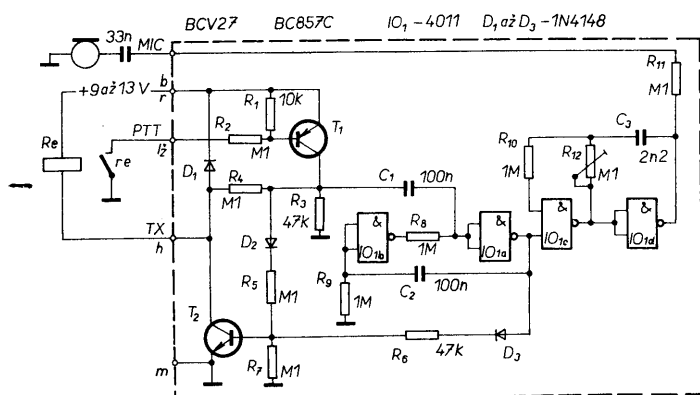 BCV27 BC857C IO1 - 4011 D1 až D3 - 1N4148
33n MIC
R11
M1
+9 až 13 V b
r
R1 10k
T1
PTT
lž
R2
M1
Re
re
D1
R4
M1
R3
47k
C1 100n
R10
1M
R12
M1
C3
2n2
&
IO1b
R8
1M
&
IO1a
&
IO1c
&
IO1d
TX
h
D2
R5
M1
R9
1M
C2
100n
T2
R7
M1
R6
47k
D3
m